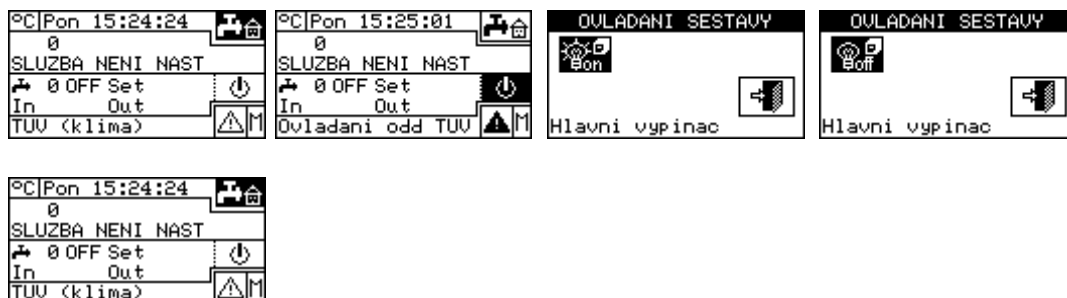 °C Pon 15:24:24
0
SLUZBA NENI NAST
0 OFF Set
In Out
TUV (klima)
M
°C Pon 15:25:01
0
SLUZBA NENI NAST
0 OFF Set
In Out
Ovladani odd TUV
M
OVLADANI SESTAVY
on
Hlavni vypinac
OVLADANI SESTAVY
off
Hlavni vypinac
°C Pon 15:24:24
0
SLUZBA NENI NAST
0 OFF Set
In Out
TUV (klima)
M